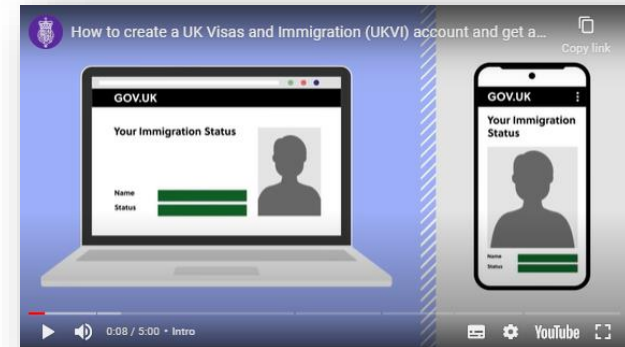 How to create a UK Visas and Immigration (UKVI) account and get a...
Copy link
GOV.UK
Your Immigration Status
Name
Status
GOV.UK
Your Immigration
Status
Name
Status
0:08 / 5:00 • Intro
YouTube